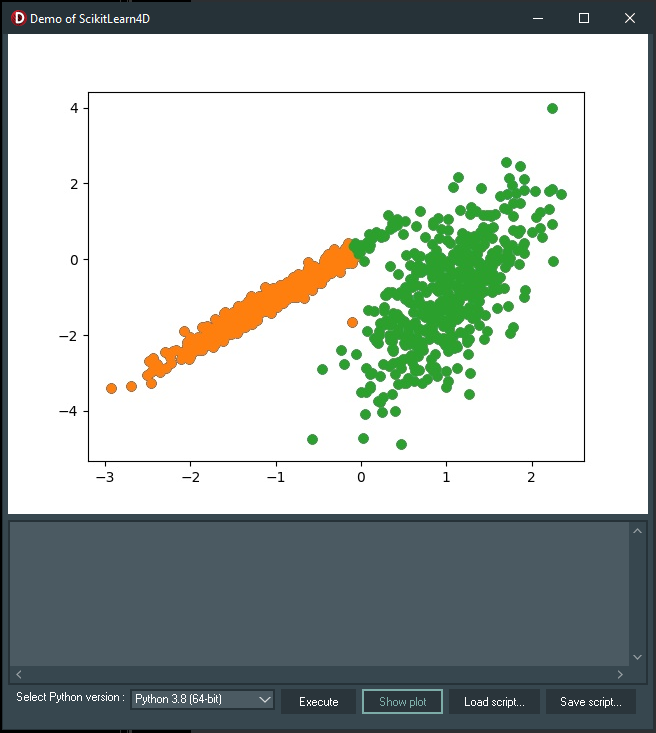 D Demo of ScikitLearn4D
4
2
0
−2
−4
−3 −2 −1 0 1 2
Select Python version : Python 3.8 (64-bit) Execute Show plot Load script... Save script...